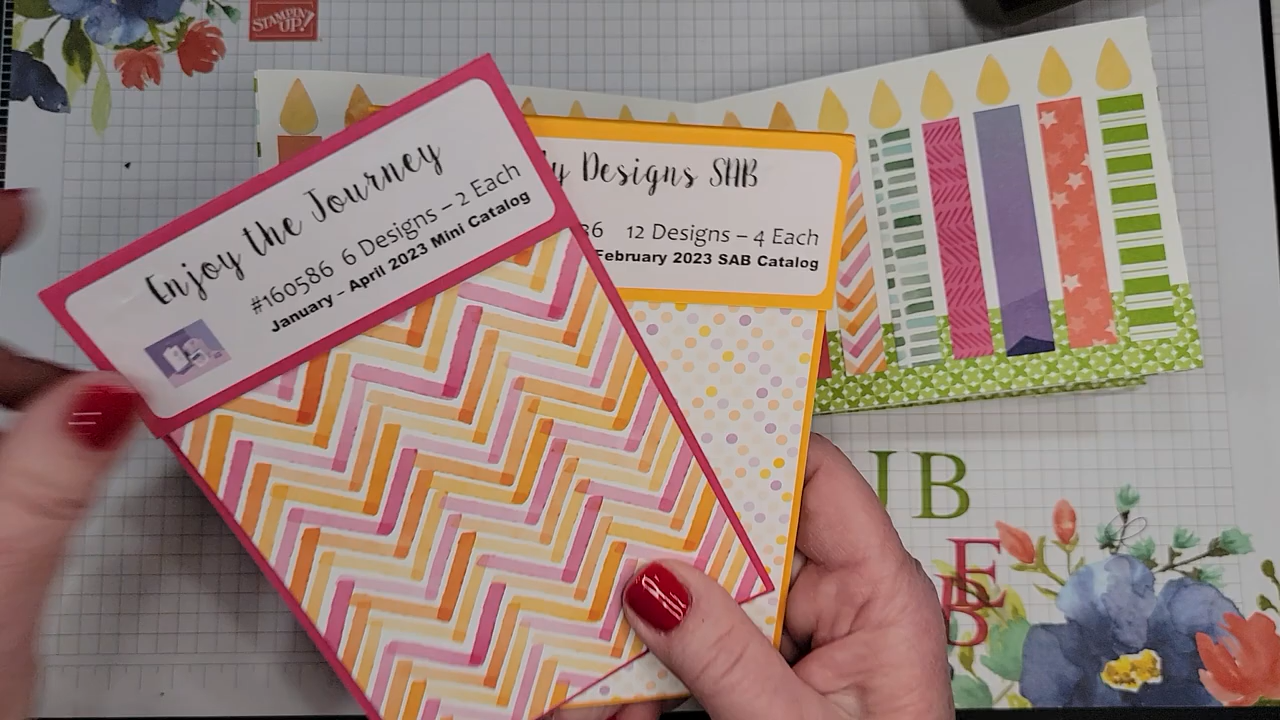 STAMPIN' UP!
Enjoy the Journey
#160586 6 Designs – 2 Each
January – April 2023 Mini Catalog
y Designs SAB
86 12 Designs – 4 Each
February 2023 SAB Catalog
B
E
B